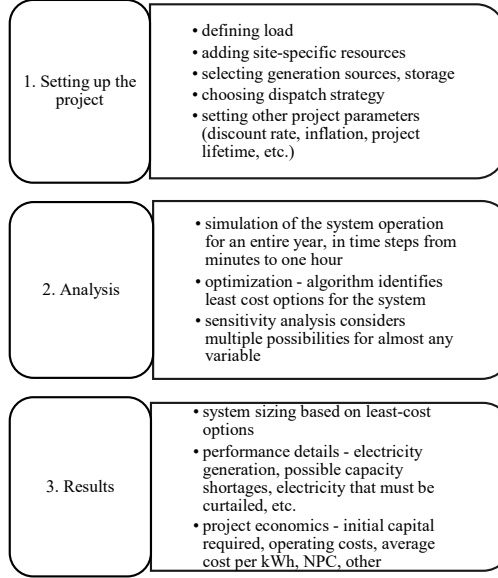 1. Setting up the
project
• defining load
• adding site-specific resources
• selecting generation sources, storage
• choosing dispatch strategy
• setting other project parameters
(discount rate, inflation, project
lifetime, etc.)
2. Analysis
• simulation of the system operation
for an entire year, in time steps from
minutes to one hour
• optimization - algorithm identifies
least cost options for the system
• sensitivity analysis considers
multiple possibilities for almost any
variable
3. Results
• system sizing based on least-cost
options
• performance details - electricity
generation, possible capacity
shortages, electricity that must be
curtailed, etc.
• project economics - initial capital
required, operating costs, average
cost per kWh, NPC, other